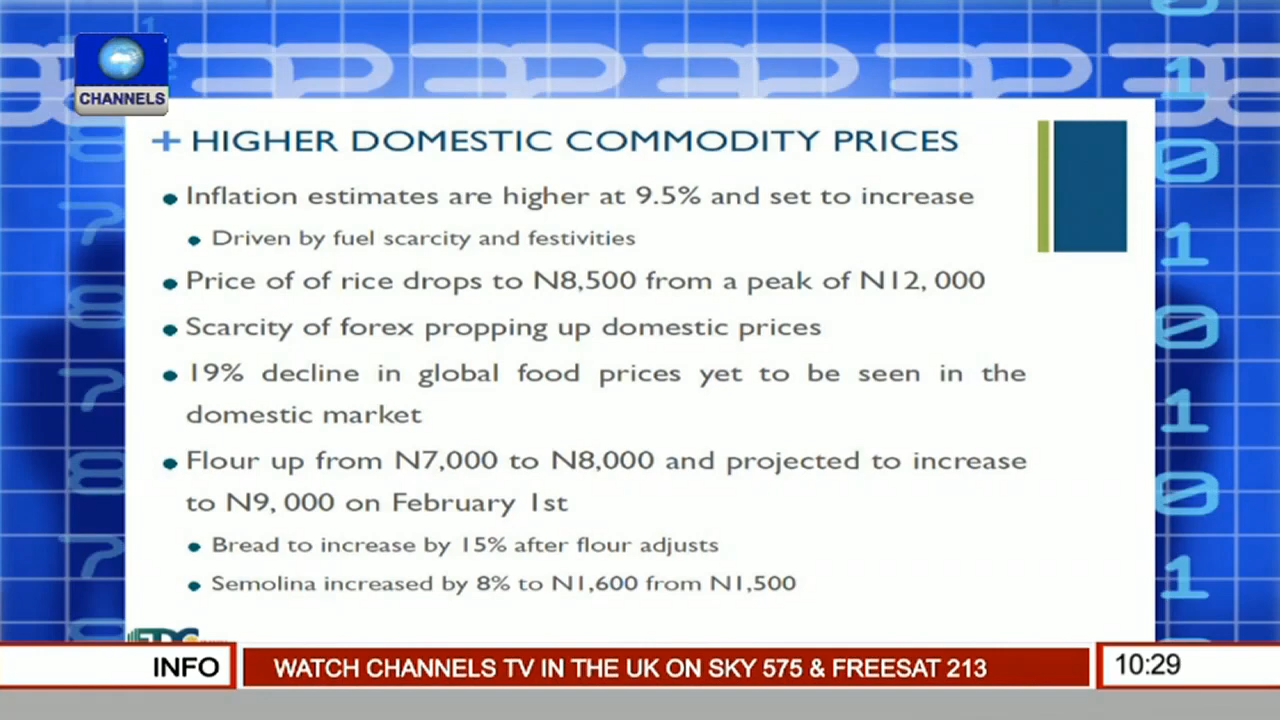 CHANNELS
+ HIGHER DOMESTIC COMMODITY PRICES
• Inflation estimates are higher at 9.5% and set to increase
• Driven by fuel scarcity and festivities
• Price of of rice drops to N8,500 from a peak of N12, 000
• Scarcity of forex propping up domestic prices
• 19% decline in global food prices yet to be seen in the
domestic market
• Flour up from N7,000 to N8,000 and projected to increase
to N9, 000 on February 1st
• Bread to increase by 15% after flour adjusts
• Semolina increased by 8% to N1,600 from N1,500
INFO
WATCH CHANNELS TV IN THE UK ON SKY 575 & FREESAT 213
10:29